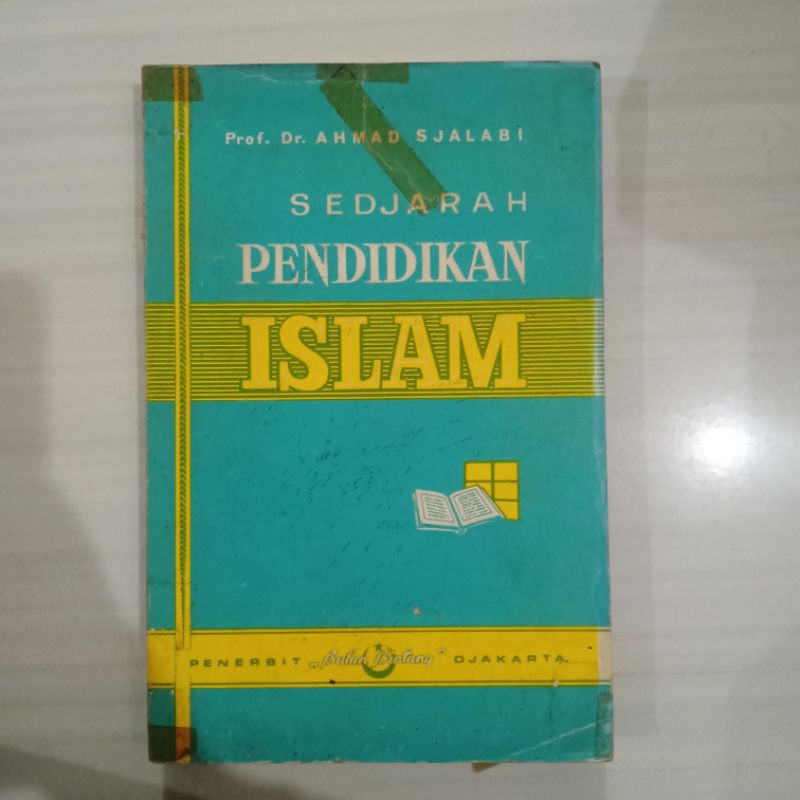 Prof. Dr. AHMAD SJALABI
SEDJARAH
PENDIDIKAN
ISLAM
PENERBIT „Bulan Bintang" DJAKARTA